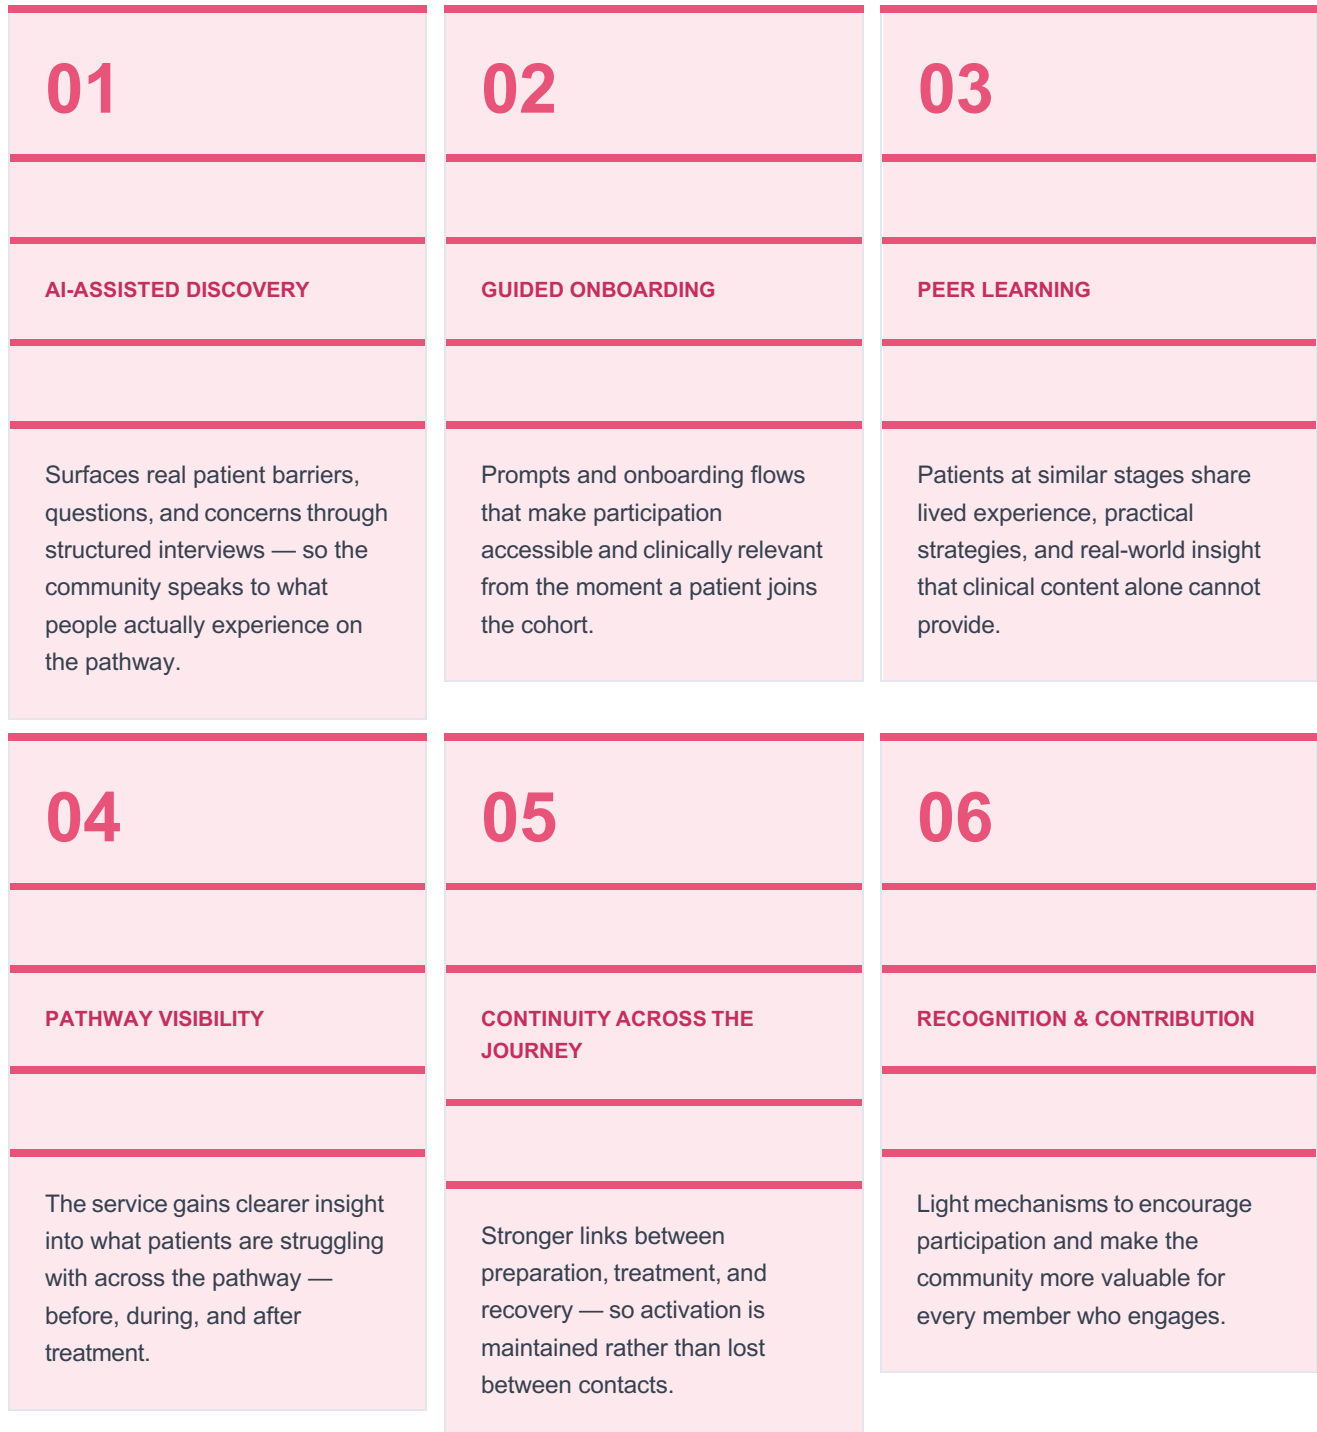 01
AI-ASSISTED DISCOVERY
Surfaces real patient barriers,
questions, and concerns through
structured interviews — so the
community speaks to what
people actually experience on
the pathway.
02
GUIDED ONBOARDING
Prompts and onboarding flows
that make participation
accessible and clinically relevant
from the moment a patient joins
the cohort.
03
PEER LEARNING
Patients at similar stages share
lived experience, practical
strategies, and real-world insight
that clinical content alone cannot
provide.
04
PATHWAY VISIBILITY
The service gains clearer insight
into what patients are struggling
with across the pathway —
before, during, and after
treatment.
05
CONTINUITY ACROSS THE
JOURNEY
Stronger links between
preparation, treatment, and
recovery — so activation is
maintained rather than lost
between contacts.
06
RECOGNITION & CONTRIBUTION
Light mechanisms to encourage
participation and make the
community more valuable for
every member who engages.